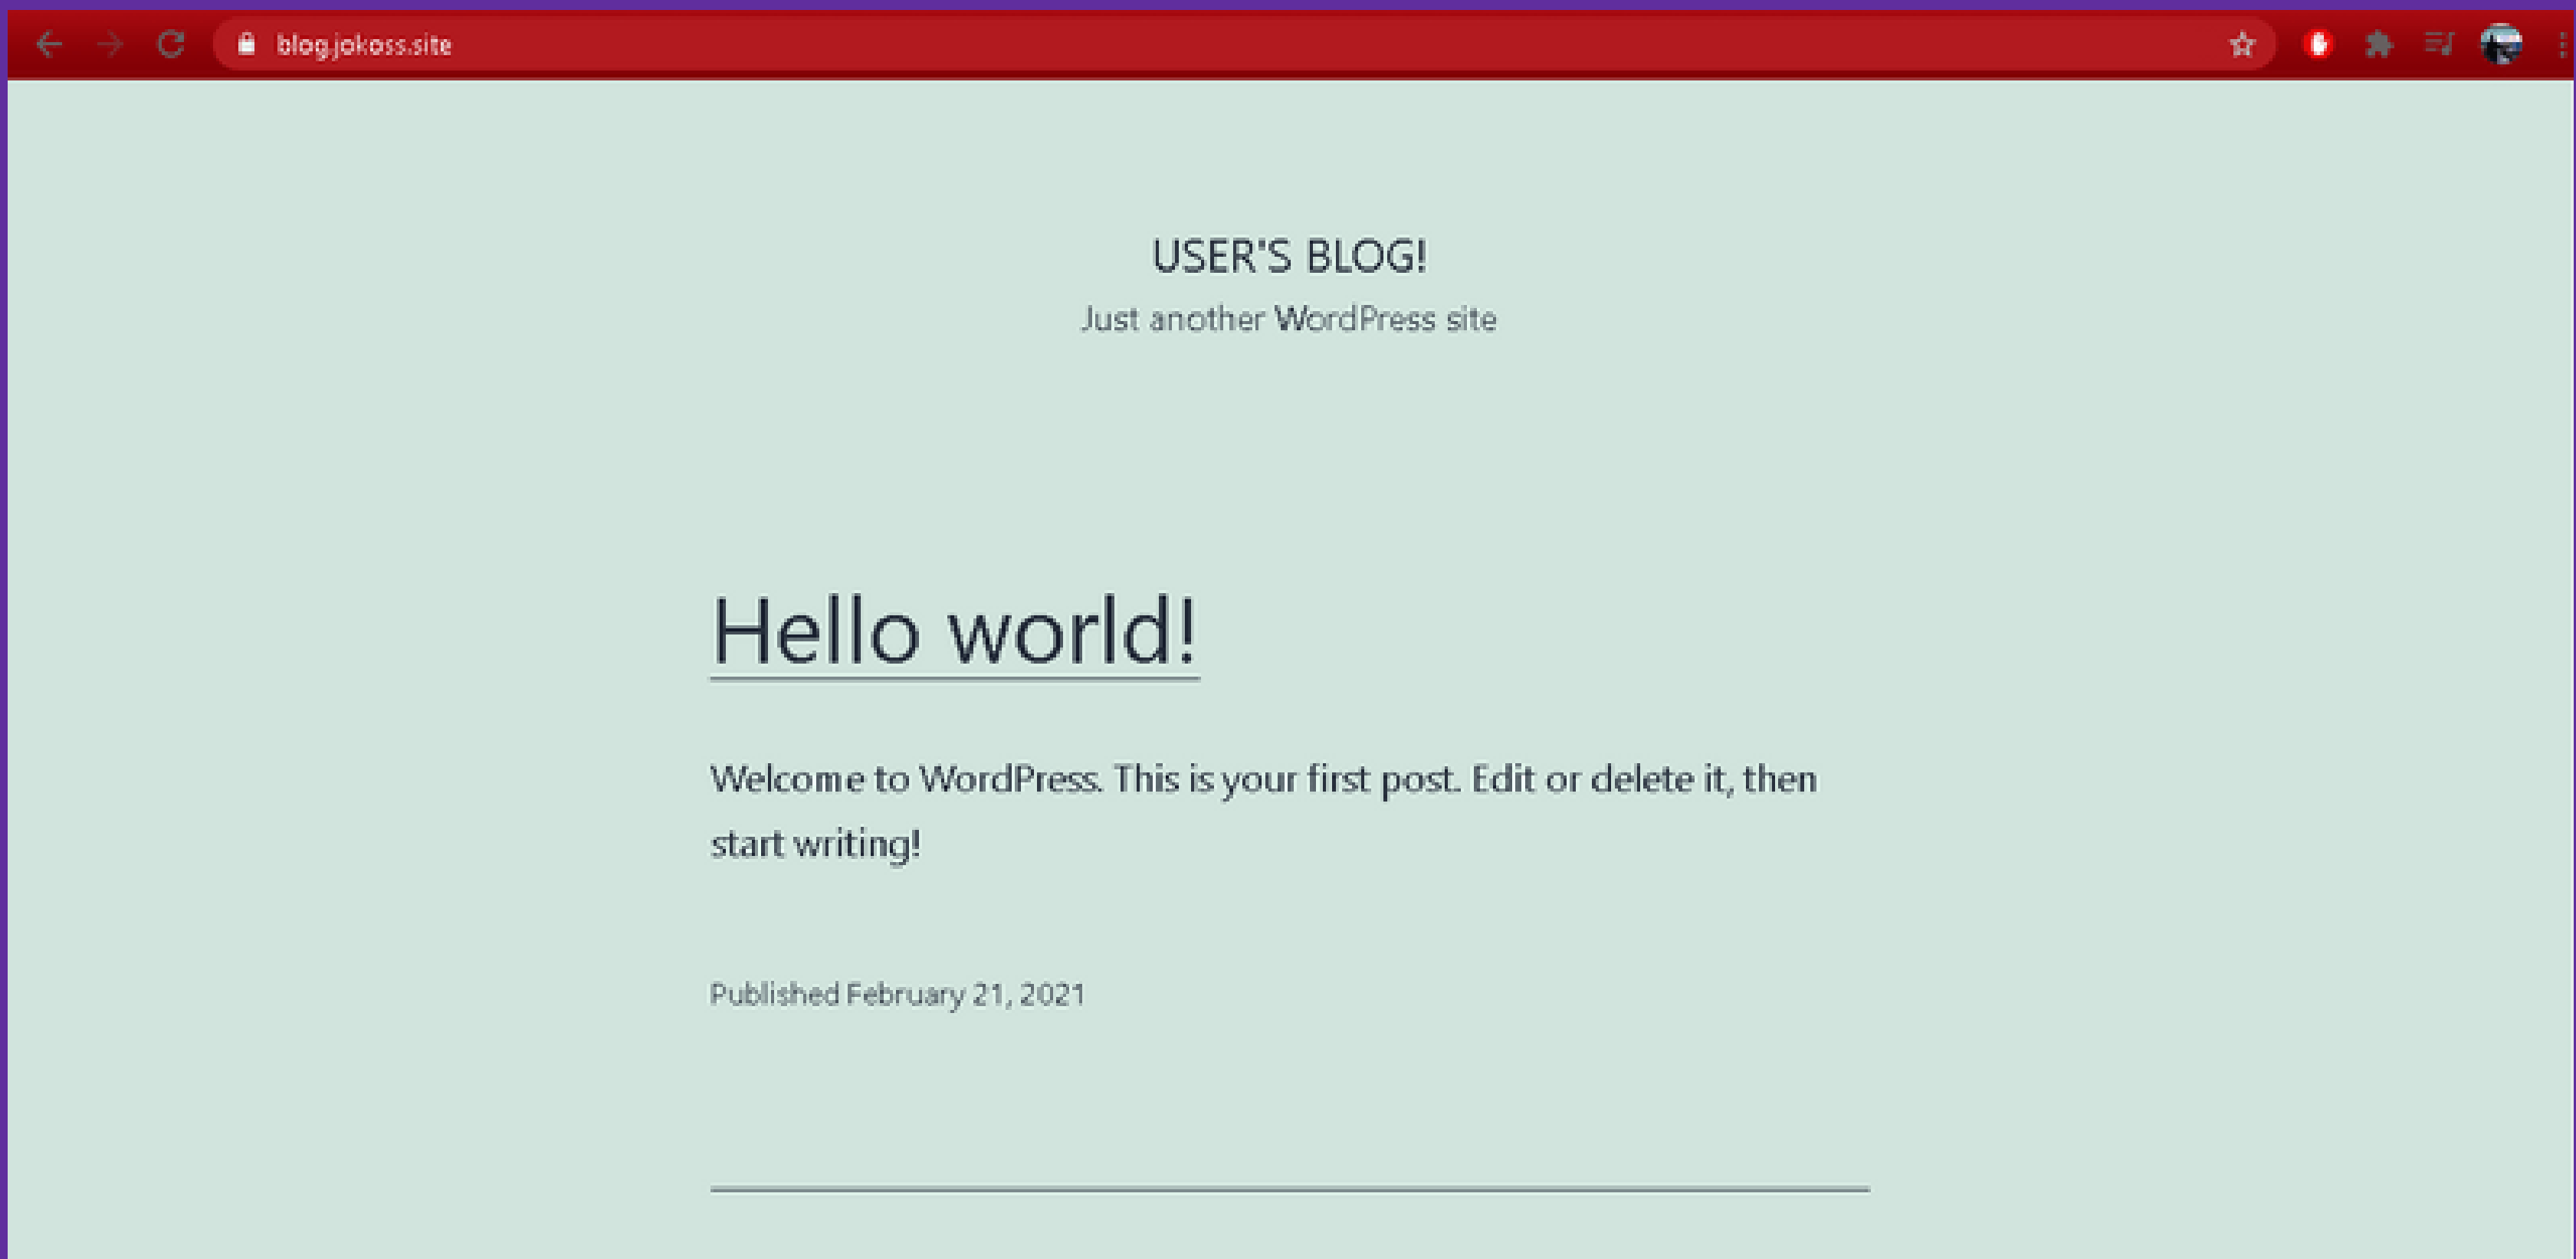 blog.jokoss.site
USER'S BLOG!
Just another WordPress site
Hello world!
Welcome to WordPress. This is your first post. Edit or delete it, then
start writing!
Published February 21, 2021